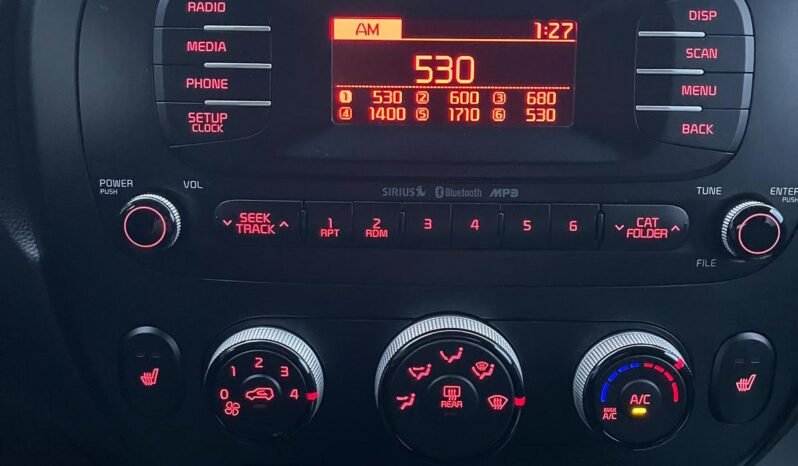 RADIO
AM 1:27
DISP
MEDIA
530
SCAN
PHONE
1 530 2 600 3 680
MENU
SETUP
CLOCK
4 1400 5 1710 6 530
BACK
SIRIUS Bluetooth MP3
POWER
PUSH
VOL
TUNE
ENTER
PUSH
SEEK
TRACK
1
RPT
2
RDM
3
4
5
6
CAT
FOLDER
FILE
0 1 2 3 4
REAR
MAX
A/C
A/C